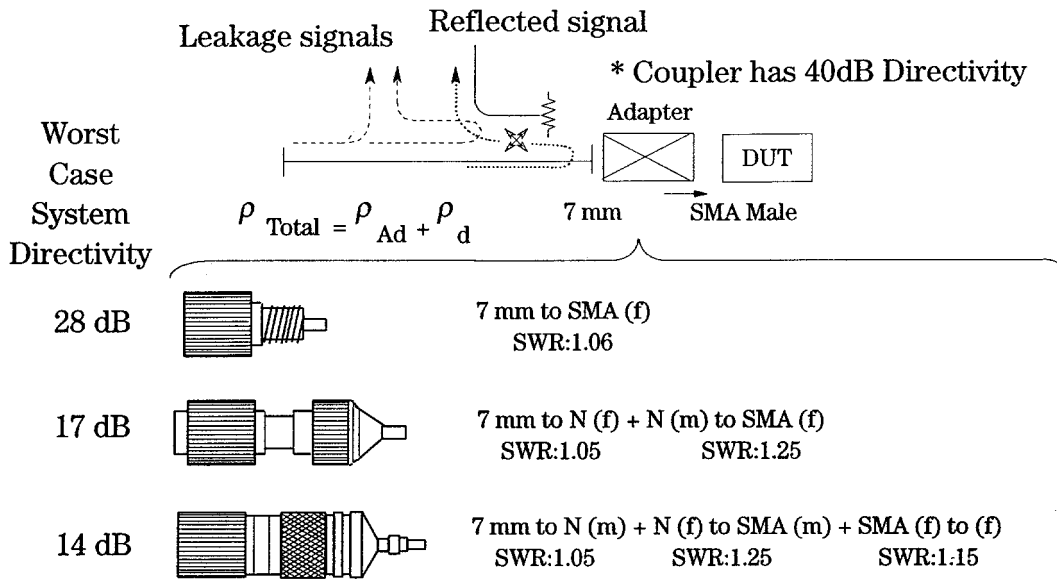 Leakage signals
Reflected signal
* Coupler has 40dB Directivity
Adapter
DUT
7 mm
SMA Male
Worst
Case
System
Directivity
ρ Total = ρ Ad + ρ d
28 dB
7 mm to SMA (f)
SWR:1.06
17 dB
7 mm to N (f) + N (m) to SMA (f)
SWR:1.05 SWR:1.25
14 dB
7 mm to N (m) + N (f) to SMA (m) + SMA (f) to (f)
SWR:1.05 SWR:1.25 SWR:1.15